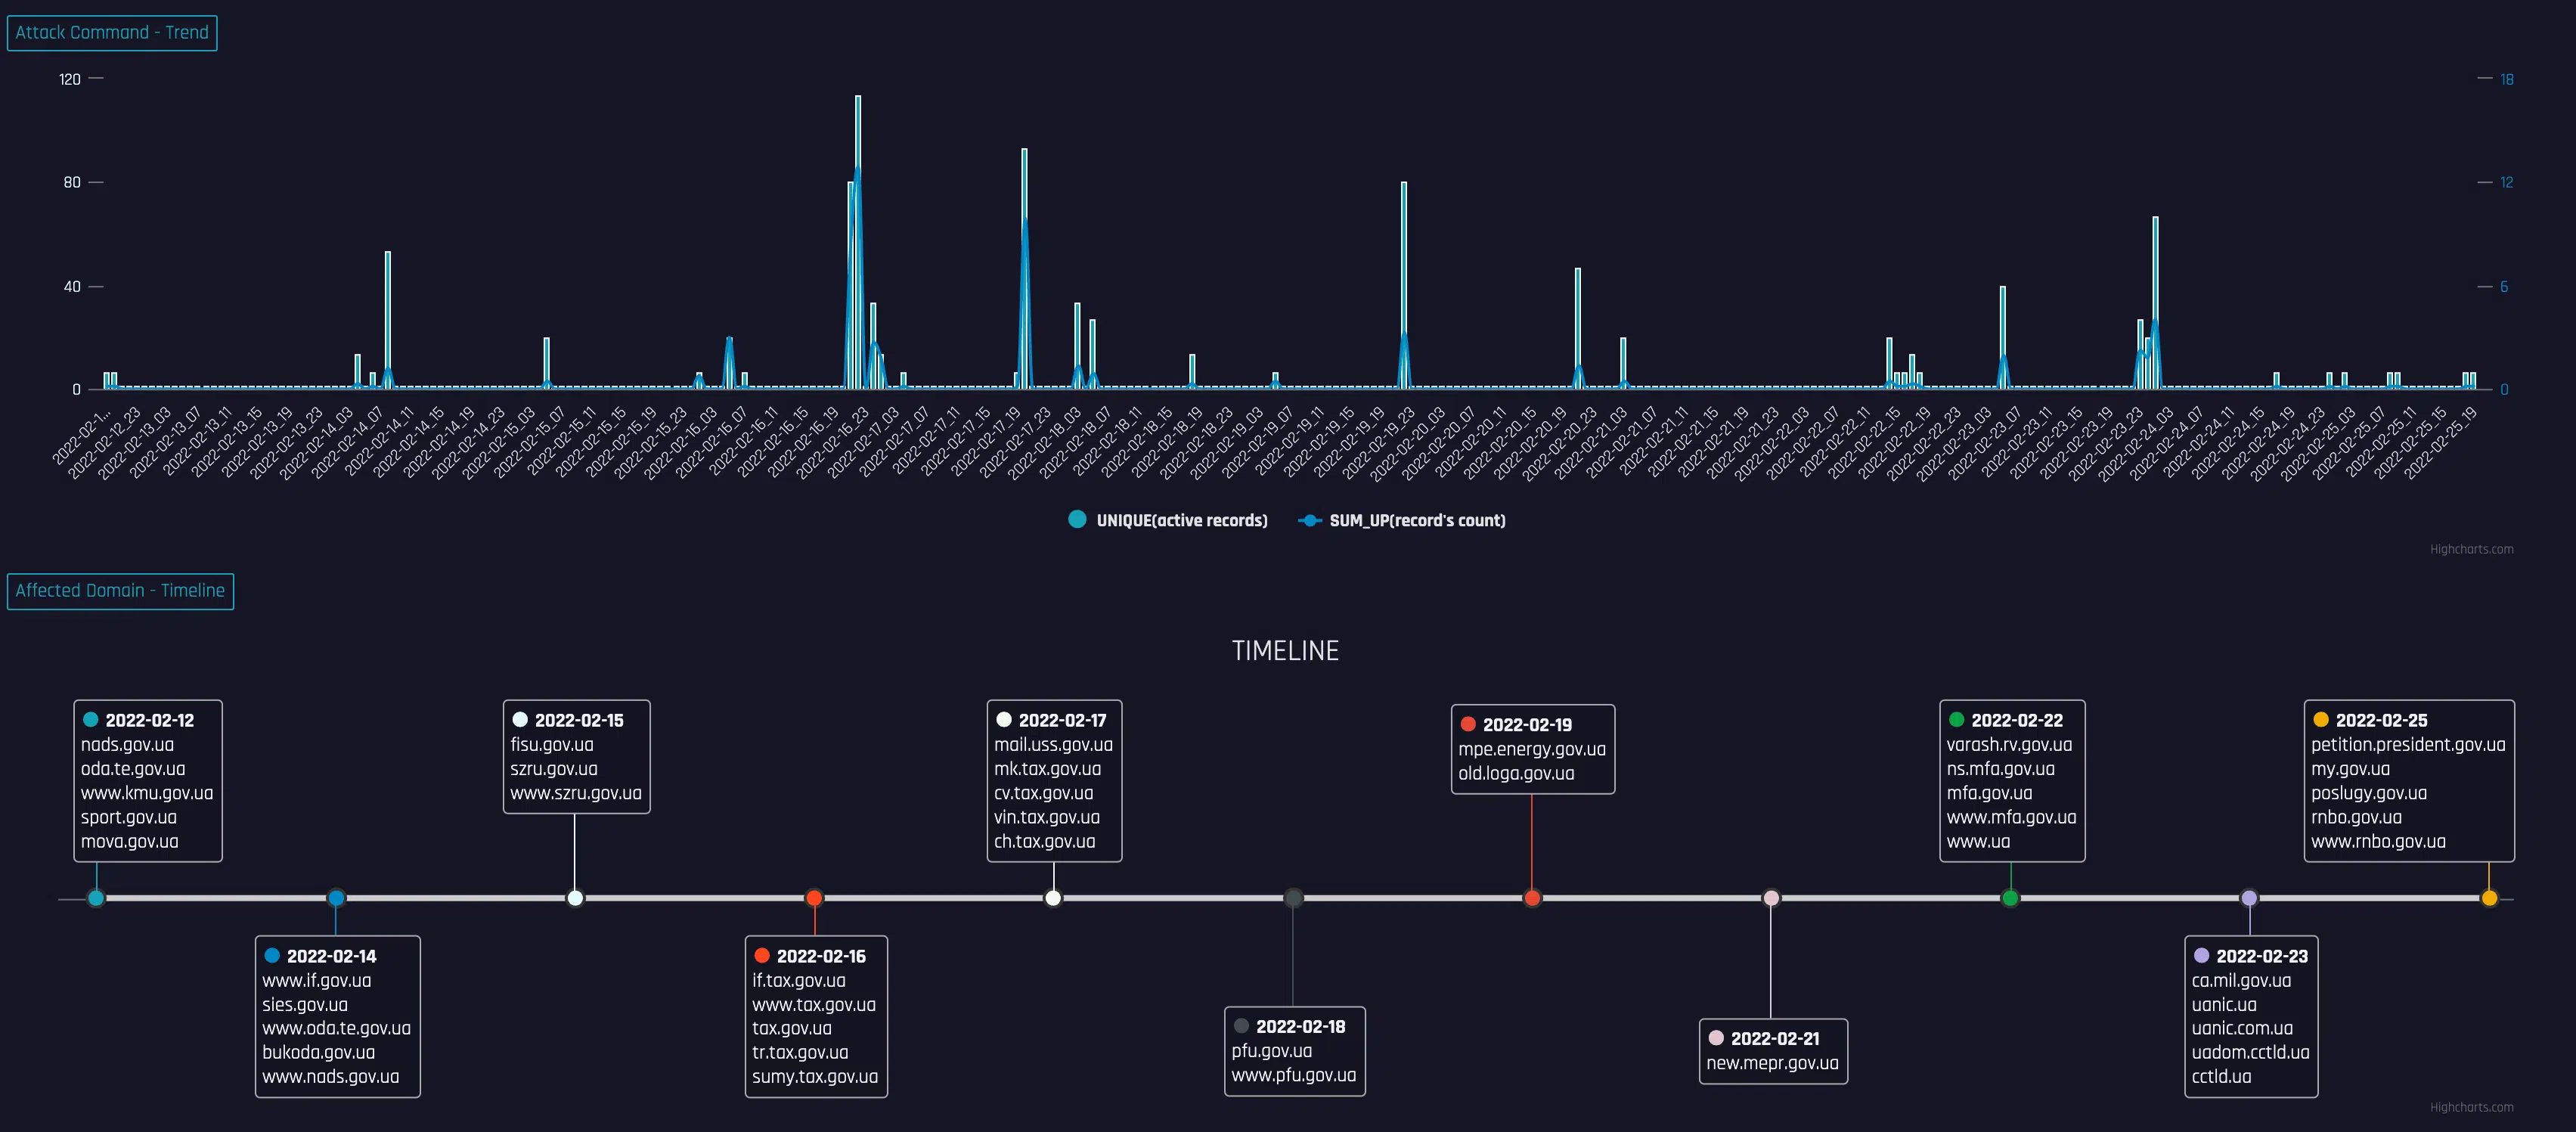 Attack Command - Trend
120
80
40
0
18
12
6
0
2022-02-1...
2022-02-12_23
2022-02-13_03
2022-02-13_07
2022-02-13_11
2022-02-13_15
2022-02-13_19
2022-02-13_23
2022-02-14_03
2022-02-14_07
2022-02-14_11
2022-02-14_15
2022-02-14_19
2022-02-14_23
2022-02-15_03
2022-02-15_07
2022-02-15_11
2022-02-15_15
2022-02-15_19
2022-02-15_23
2022-02-16_03
2022-02-16_07
2022-02-16_11
2022-02-16_15
2022-02-16_19
2022-02-16_23
2022-02-17_03
2022-02-17_07
2022-02-17_11
2022-02-17_15
2022-02-17_19
2022-02-17_23
2022-02-18_03
2022-02-18_07
2022-02-18_11
2022-02-18_15
2022-02-18_19
2022-02-18_23
2022-02-19_03
2022-02-19_07
2022-02-19_11
2022-02-19_15
2022-02-19_19
2022-02-19_23
2022-02-20_03
2022-02-20_07
2022-02-20_11
2022-02-20_15
2022-02-20_19
2022-02-20_23
2022-02-21_03
2022-02-21_07
2022-02-21_11
2022-02-21_15
2022-02-21_19
2022-02-21_23
2022-02-22_03
2022-02-22_07
2022-02-22_11
2022-02-22_15
2022-02-22_19
2022-02-22_23
2022-02-23_03
2022-02-23_07
2022-02-23_11
2022-02-23_15
2022-02-23_19
2022-02-23_23
2022-02-24_03
2022-02-24_07
2022-02-24_11
2022-02-24_15
2022-02-24_19
2022-02-24_23
2022-02-25_03
2022-02-25_07
2022-02-25_11
2022-02-25_15
2022-02-25_19
UNIQUE(active records)
SUM_UP(record's count)
Highcharts.com
Affected Domain - Timeline
TIMELINE
2022-02-12
nads.gov.ua
oda.te.gov.ua
www.kmu.gov.ua
sport.gov.ua
mova.gov.ua
2022-02-14
www.if.gov.ua
sies.gov.ua
www.oda.te.gov.ua
bukoda.gov.ua
www.nads.gov.ua
2022-02-15
fisu.gov.ua
szru.gov.ua
www.szru.gov.ua
2022-02-16
if.tax.gov.ua
www.tax.gov.ua
tax.gov.ua
tr.tax.gov.ua
sumy.tax.gov.ua
2022-02-17
mail.uss.gov.ua
mk.tax.gov.ua
cv.tax.gov.ua
vin.tax.gov.ua
ch.tax.gov.ua
2022-02-18
pfu.gov.ua
www.pfu.gov.ua
2022-02-19
mpe.energy.gov.ua
old.loga.gov.ua
2022-02-21
new.mepr.gov.ua
2022-02-22
varash.rv.gov.ua
ns.mfa.gov.ua
mfa.gov.ua
www.mfa.gov.ua
www.ua
2022-02-23
ca.mil.gov.ua
uanic.ua
uanic.com.ua
uadom.cctld.ua
cctld.ua
2022-02-25
petition.president.gov.ua
my.gov.ua
poslugy.gov.ua
rnbo.gov.ua
www.rnbo.gov.ua
Highcharts.com